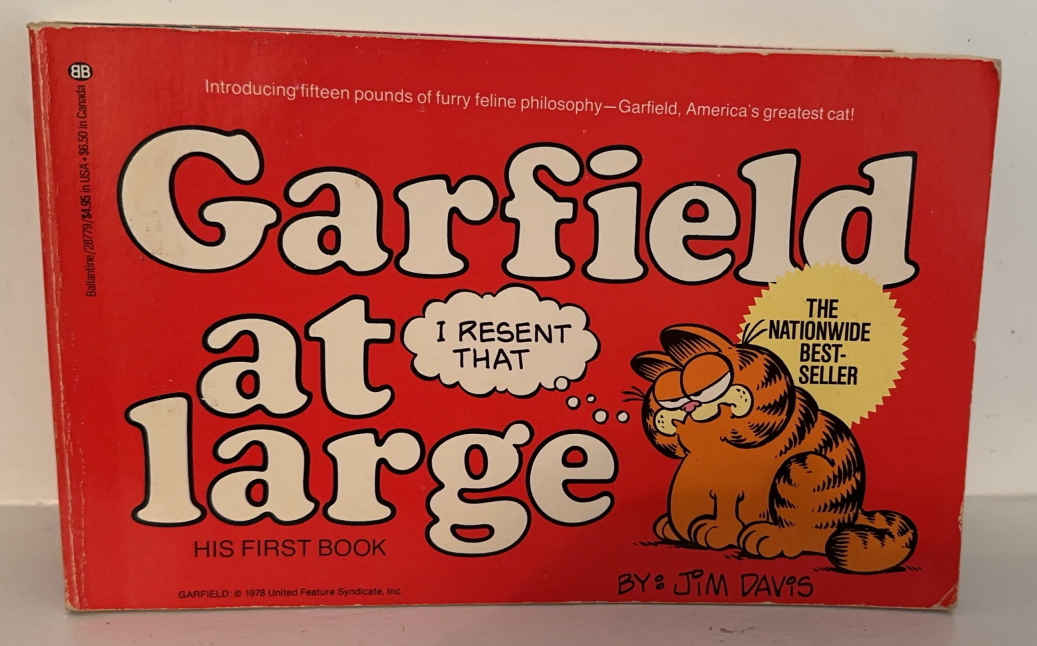 BB
Ballantine/28779/$4.95 in USA • $6.50 in Canada
Introducing fifteen pounds of furry feline philosophy—Garfield, America's greatest cat!
Garfield
at
large
I RESENT
THAT
THE
NATIONWIDE
BEST-
SELLER
HIS FIRST BOOK
GARFIELD: © 1978 United Feature Syndicate, Inc.
BY: JIM DAVIS